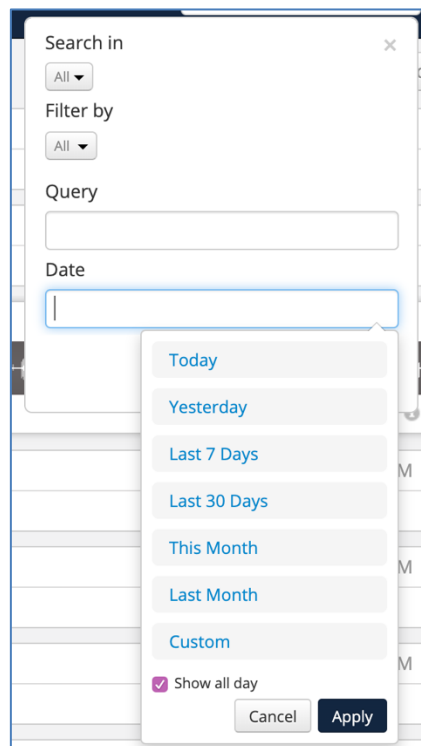 Search in
×
All
Filter by
All
Query
Date
Today
Yesterday
Last 7 Days
M
Last 30 Days
This Month
M
Last Month
Custom
M
Show all day
Cancel Apply